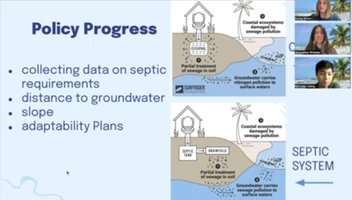 Policy Progress
collecting data on septic
requirements
distance to groundwater
slope
adaptability Plans
Coastal ecosystems
damaged by
sewage pollution
Partial treatment
of sewage in soil
Groundwater carries
sewage pollution to
surface waters
SURFRIDER
Coastal ecosystems
damaged by
sewage pollution
SEPTIC
TANK
DRAINFIELD
Partial treatment
of sewage in soil
Groundwater carries
sewage pollution to
surface waters
SEPTIC
SYSTEM